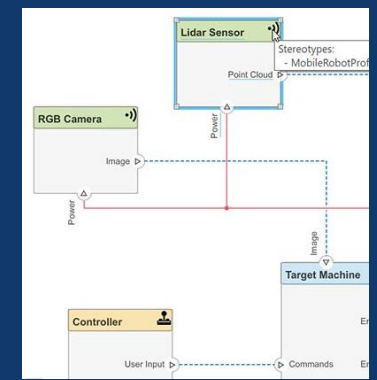 Lidar Sensor
Stereotypes:
- MobileRobotProf
Point Cloud
Power
RGB Camera
Image
Power
Image
Target Machine
Controller
User Input
Commands